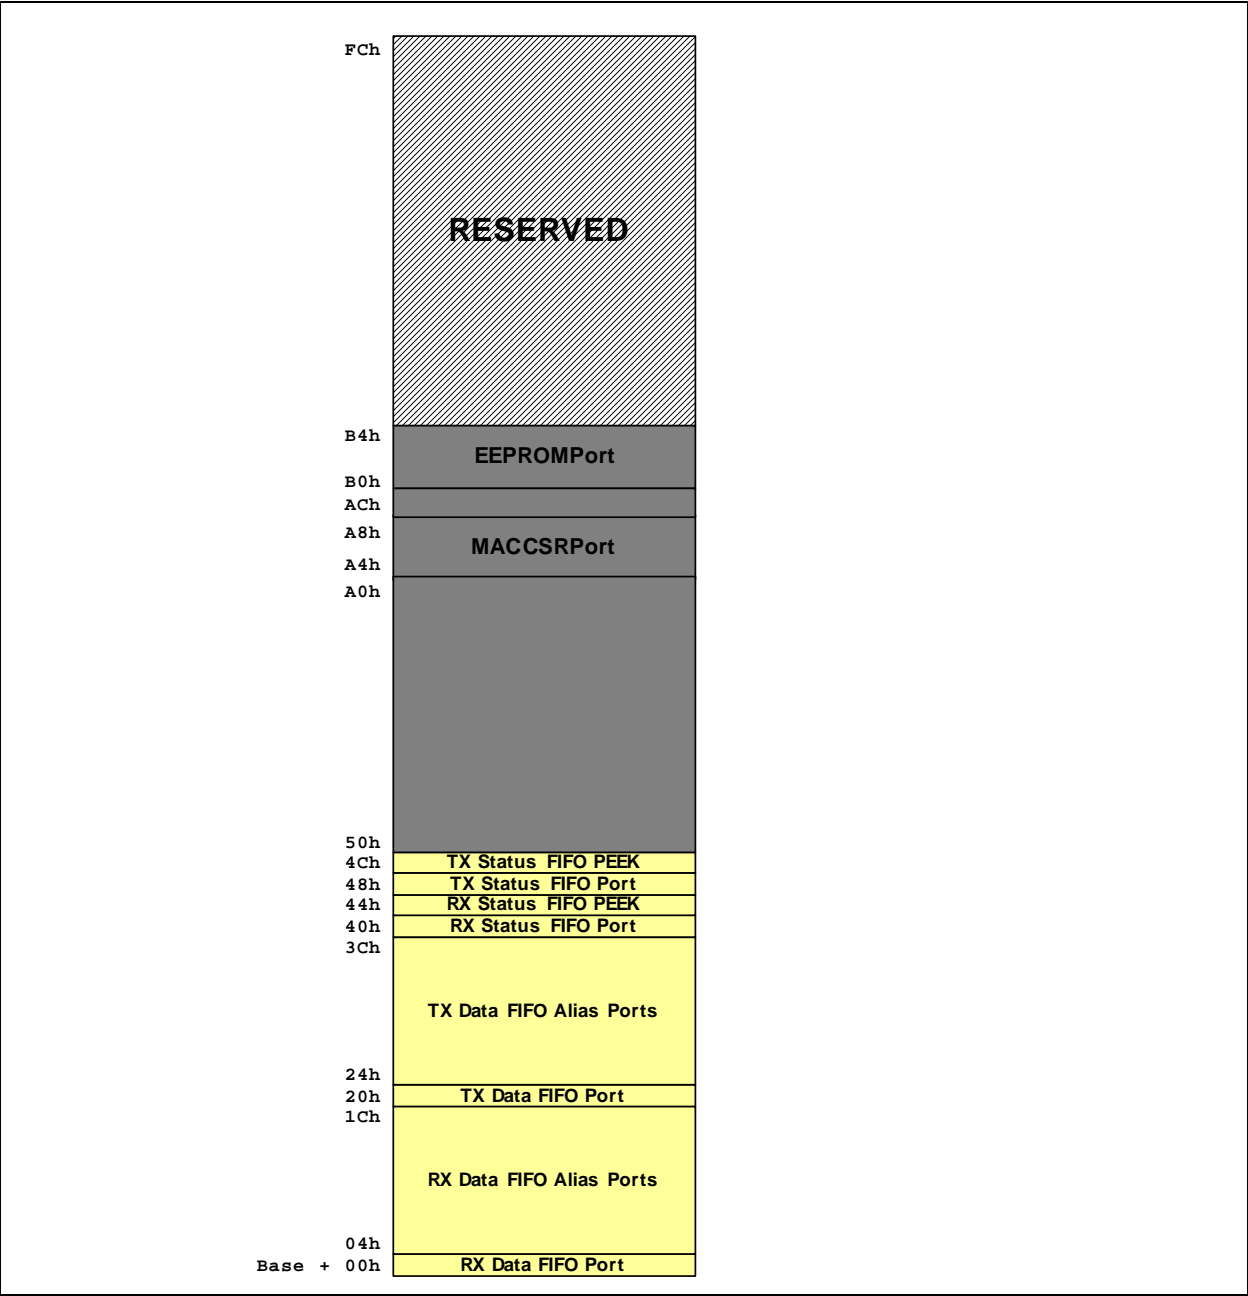 FCh
RESERVED
B4h
EEPROMPort
B0h
ACh
A8h
MACCSRPort
A4h
A0h
50h
4Ch TX Status FIFO PEEK
48h TX Status FIFO Port
44h RX Status FIFO PEEK
40h RX Status FIFO Port
3Ch
TX Data FIFO Alias Ports
24h
20h TX Data FIFO Port
1Ch
RX Data FIFO Alias Ports
04h
Base + 00h RX Data FIFO Port